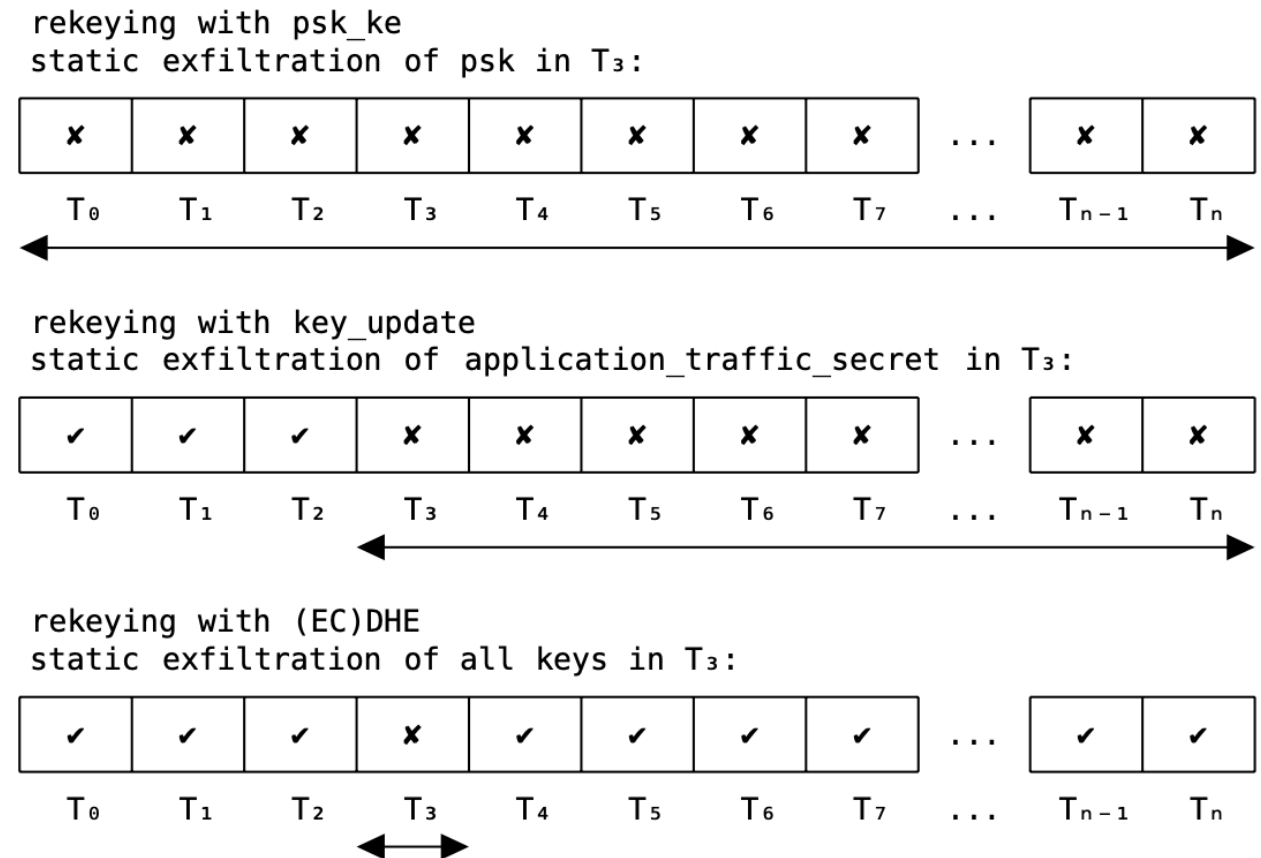 rekeying with psk_ke
static exfiltration of psk in T₃:
✘ ✘ ✘ ✘ ✘ ✘ ✘ ✘ ... ✘ ✘
T₀ T₁ T₂ T₃ T₄ T₅ T₆ T₇ ... Tₙ₋₁ Tₙ
rekeying with key_update
static exfiltration of application_traffic_secret in T₃:
✔ ✔ ✔ ✘ ✘ ✘ ✘ ✘ ... ✘ ✘
T₀ T₁ T₂ T₃ T₄ T₅ T₆ T₇ ... Tₙ₋₁ Tₙ
rekeying with (EC)DHE
static exfiltration of all keys in T₃:
✔ ✔ ✔ ✘ ✔ ✔ ✔ ✔ ... ✔ ✔
T₀ T₁ T₂ T₃ T₄ T₅ T₆ T₇ ... Tₙ₋₁ Tₙ